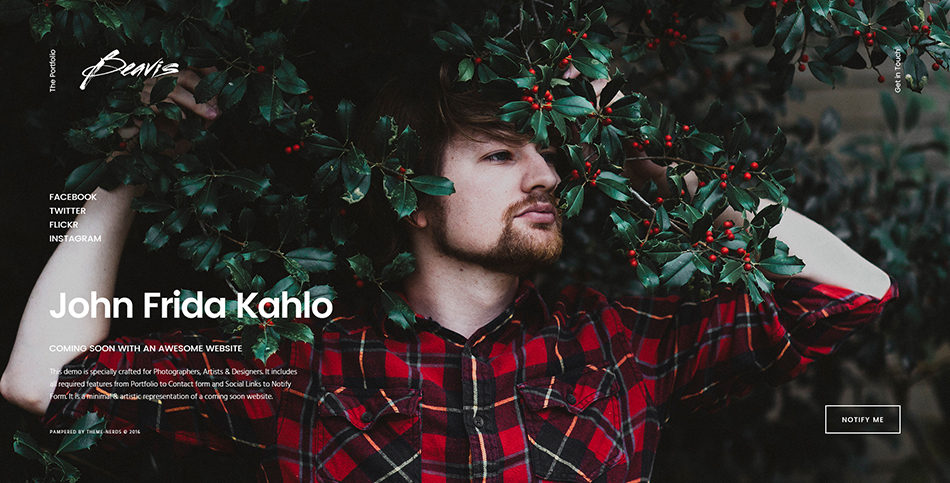 The Portfolio
Beavis
Get in Touch!
FACEBOOK
TWITTER
FLICKR
INSTAGRAM
John Frida Kahlo
COMING SOON WITH AN AWESOME WEBSITE
This demo is specially crafted for Photographers, Artists & Designers. It includes
all required features from Portfolio to Contact form and Social Links to Notify
Form. It is a minimal & artistic representation of a coming soon website.
NOTIFY ME
PAMPERED BY THEME-NERDS © 2016